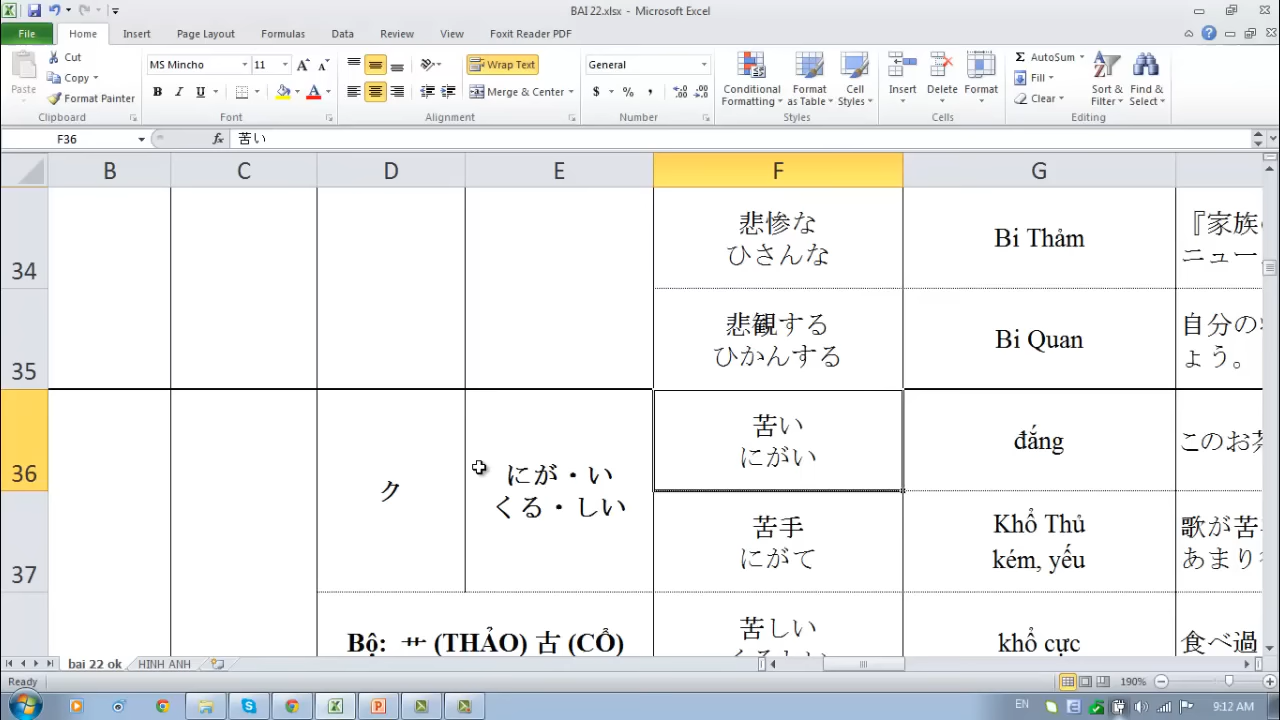 BAI 22.xlsx - Microsoft Excel
File Home Insert Page Layout Formulas Data Review View Foxit Reader PDF
Paste
Cut
Copy
Format Painter
Clipboard
MS Mincho 11
B I U
Font
Wrap Text
Merge & Center
Alignment
General
$ % ,
Number
Conditional Formatting
Format as Table
Cell Styles
Styles
Insert Delete Format
Cells
AutoSum
Fill
Clear
Sort & Filter
Find & Select
Editing
F36 fx 苦い
B C D E F G
34
悲惨な
ひさんな
Bi Thảm
『家族
ニュー
35
悲観する
ひかんする
Bi Quan
自分の
ょう。
36
ク
にが・い
くる・しい
苦い
にがい
đắng
このお
37
苦手
にがて
Khổ Thủ
kém, yếu
歌が苦
あまり
Bộ: 艹 (THẢO) 古 (CỔ)
苦しい
khổ cực
食べ過
bai 22 ok HINH ANH
Ready
190%
EN
9:12 AM